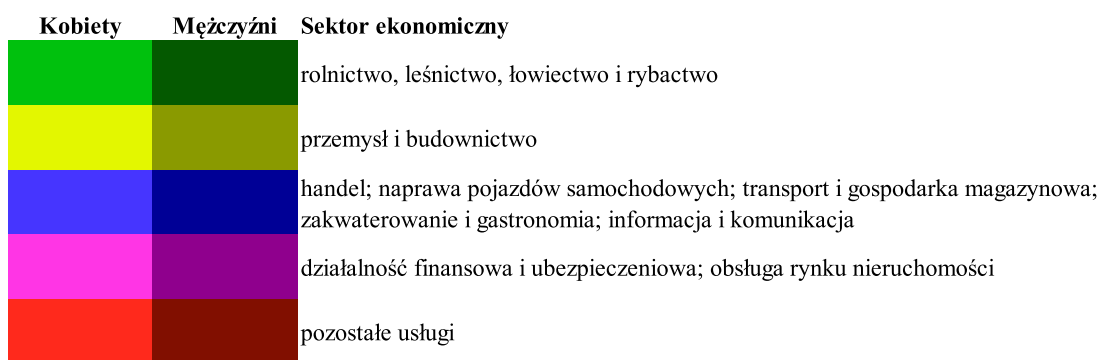 Kobiety Mężczyźni Sektor ekonomiczny
rolnictwo, leśnictwo, łowiectwo i rybactwo
przemysł i budownictwo
handel; naprawa pojazdów samochodowych; transport i gospodarka magazynowa;
zakwaterowanie i gastronomia; informacja i komunikacja
działalność finansowa i ubezpieczeniowa; obsługa rynku nieruchomości
pozostałe usługi